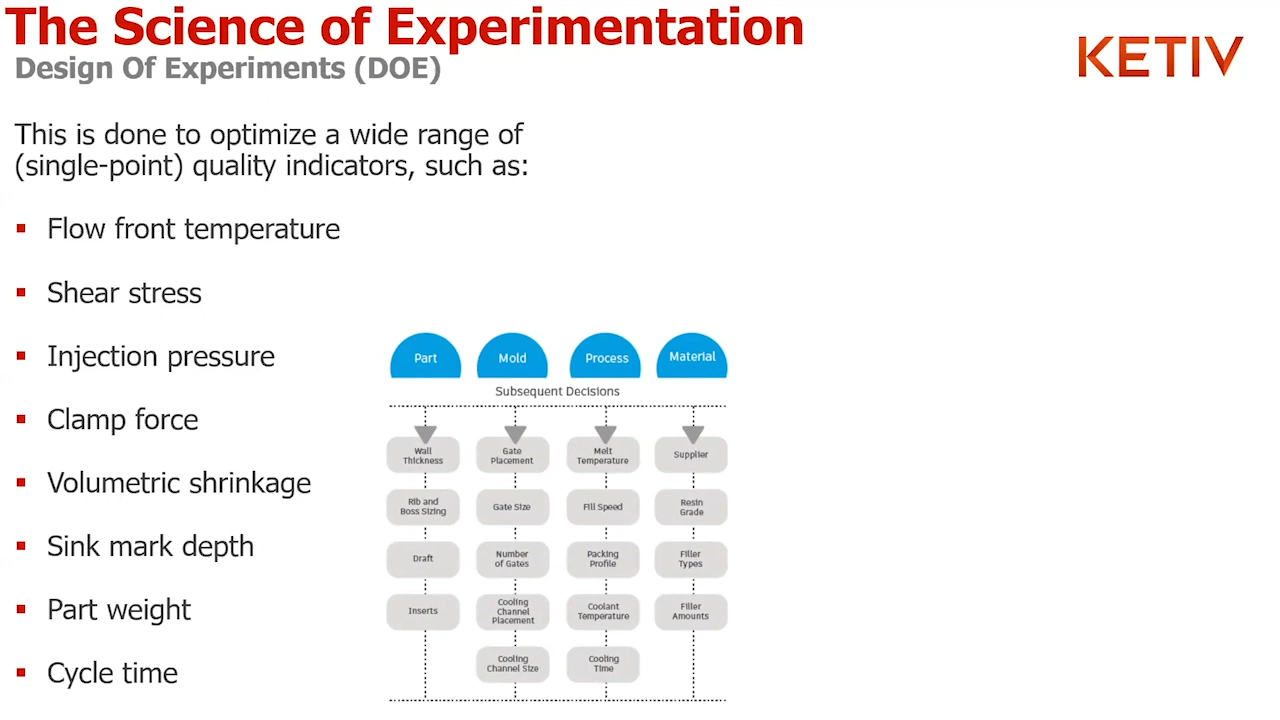 The Science of Experimentation
Design Of Experiments (DOE)
KETIV
This is done to optimize a wide range of
(single-point) quality indicators, such as:
Flow front temperature
Shear stress
Injection pressure
Clamp force
Volumetric shrinkage
Sink mark depth
Part weight
Cycle time
Part
Mold
Process
Material
Subsequent Decisions
Wall
Thickness
Rib and
Boss Sizing
Draft
Inserts
Gate
Placement
Gate Size
Number
of Gates
Cooling
Channel
Placement
Cooling
Channel Size
Melt
Temperature
Fill Speed
Packing
Profile
Coolant
Temperature
Cooling
Time
Supplier
Resin
Grade
Filler
Types
Filler
Amounts